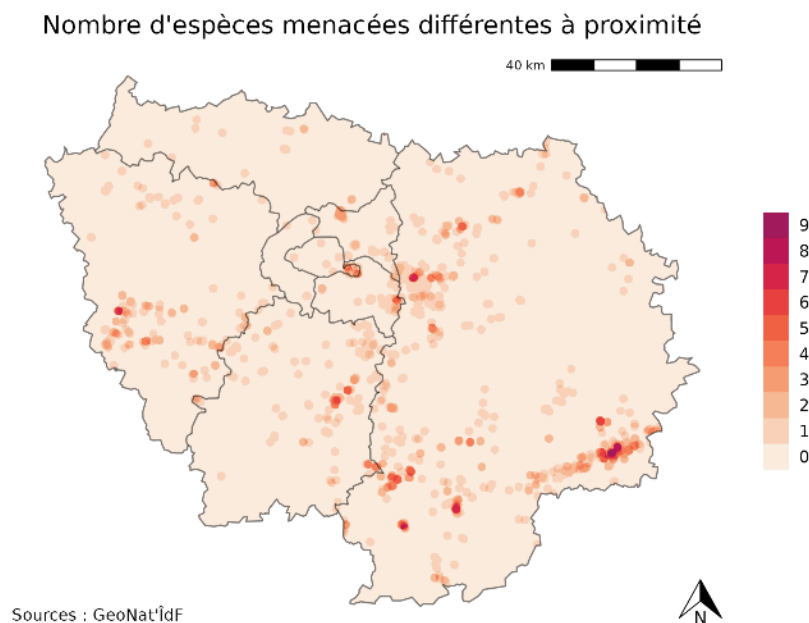 Nombre d'espèces menacées différentes à proximité
40 km
9
8
7
6
5
4
3
2
1
0
N
Sources : GeoNat'ÎdF